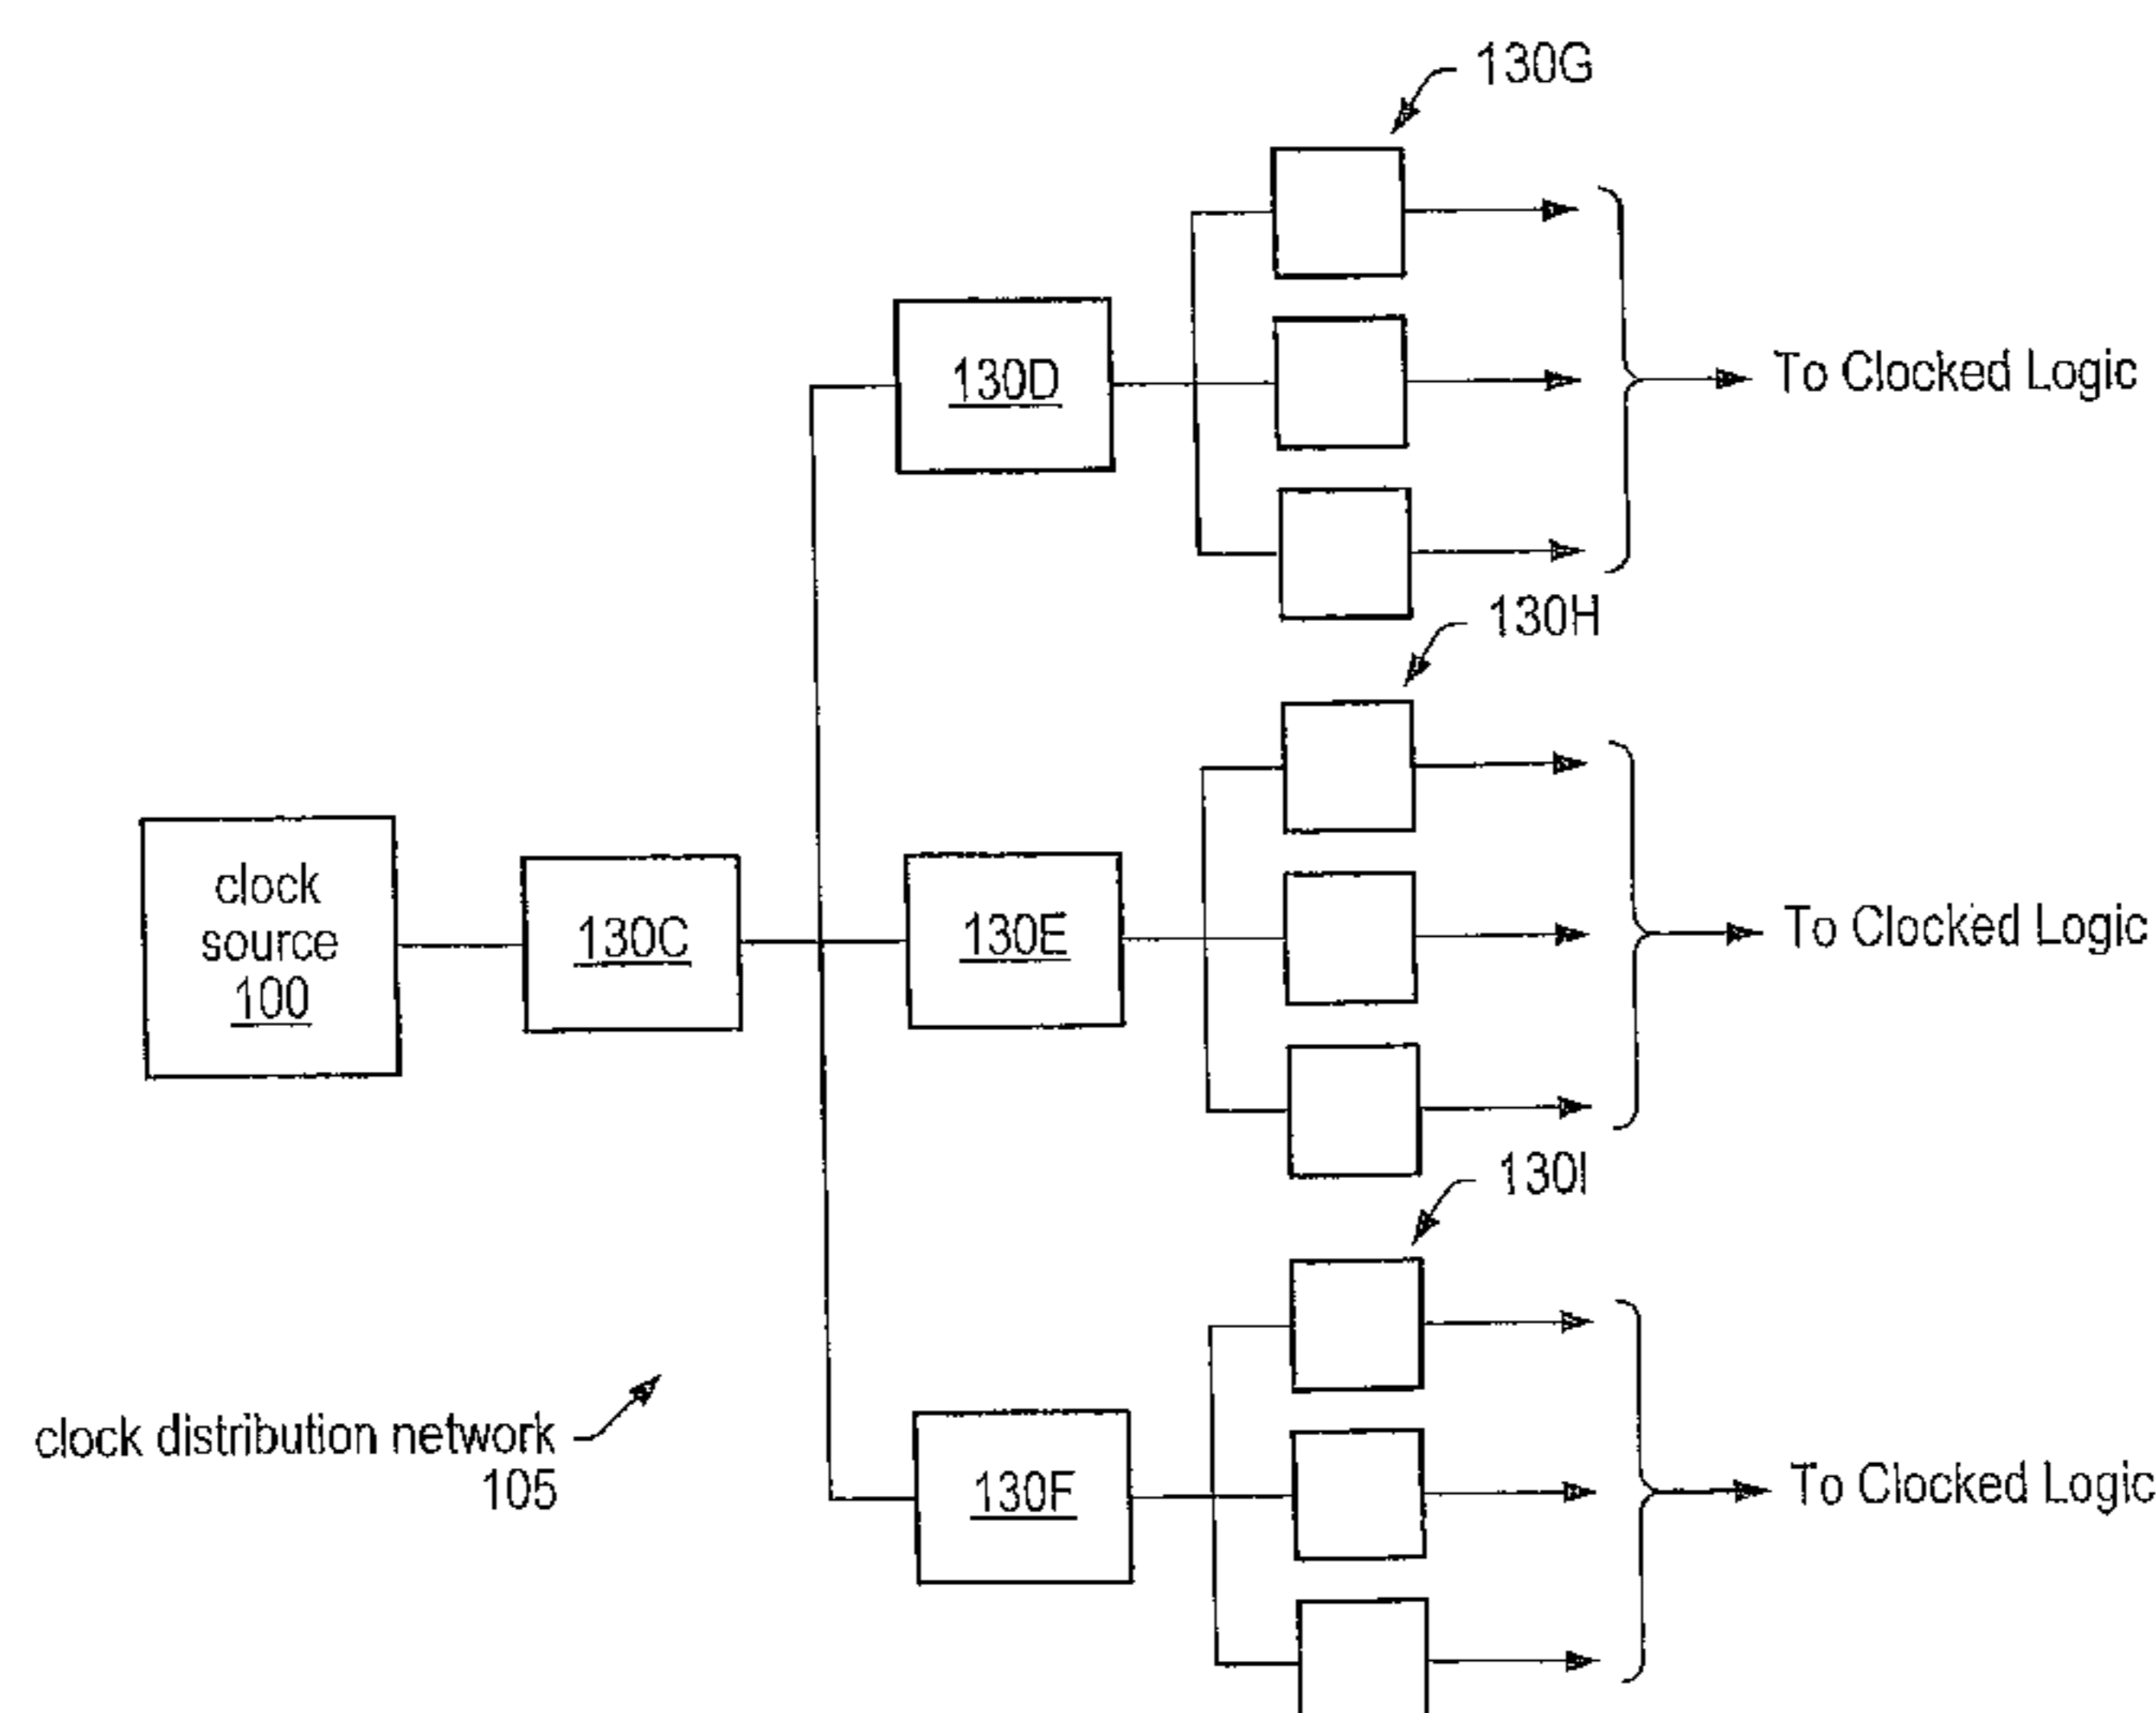 130G
130D
To Clocked Logic
130H
clock
source
100
130C
130E
To Clocked Logic
130I
clock distribution network
105
130F
To Clocked Logic